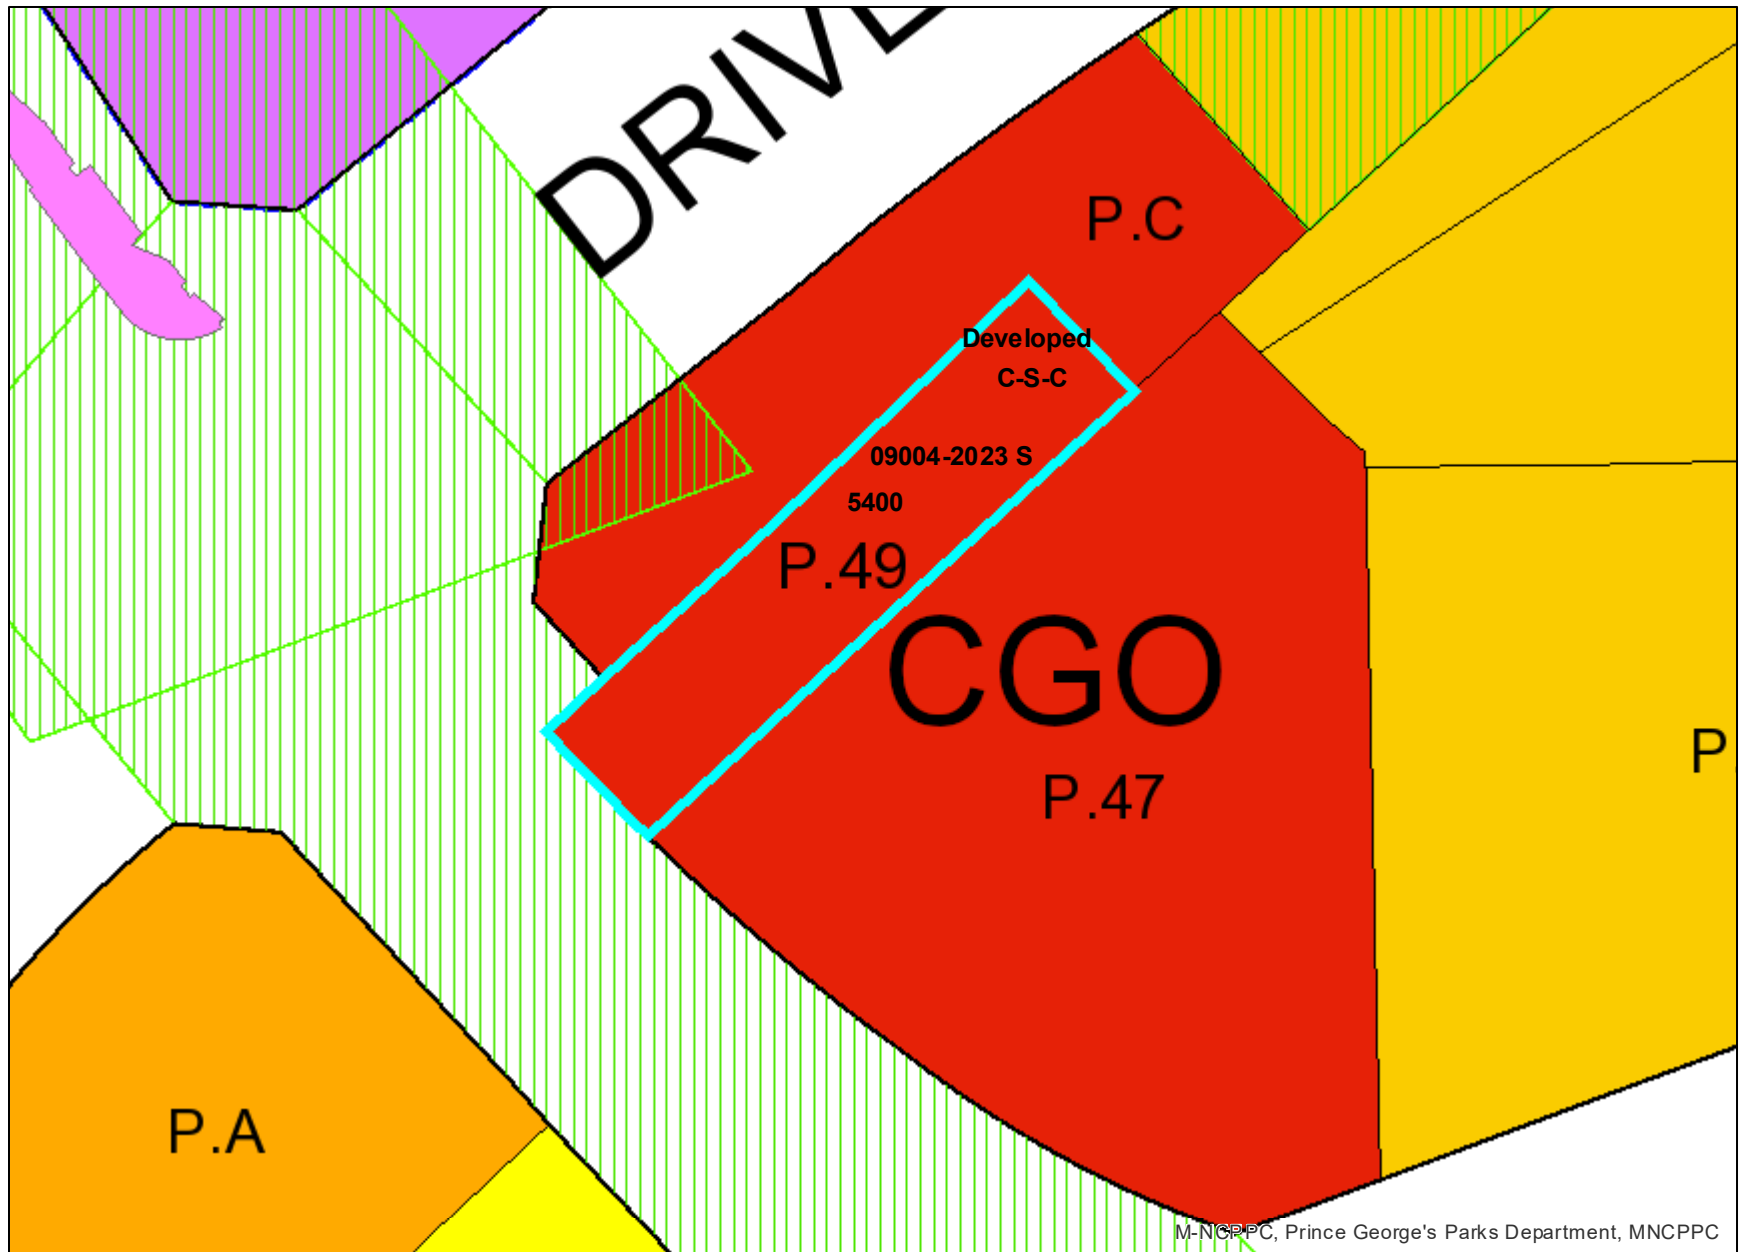 DRIVE
P.C
Developed
C-S-C
09004-2023 S
5400
P.49
CGO
P.47
P.
P.A
M-NCPPC, Prince George's Parks Department, MNCPPC